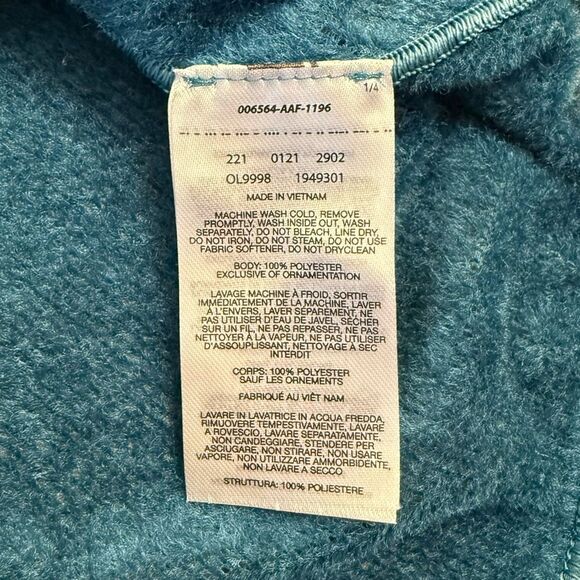 1/4
006564-AAF-1196
221 0121 2902
OL9998 1949301
MADE IN VIETNAM
MACHINE WASH COLD, REMOVE
PROMPTLY, WASH INSIDE OUT, WASH
SEPARATELY, DO NOT BLEACH, LINE DRY,
DO NOT IRON, DO NOT STEAM, DO NOT USE
FABRIC SOFTENER, DO NOT DRYCLEAN
BODY: 100% POLYESTER
EXCLUSIVE OF ORNAMENTATION
LAVAGE MACHINE À FROID, SORTIR
IMMEDIATEMENT DE LA MACHINE, LAVER
À L'ENVERS, LAVER SÉPAREMENT, NE
PAS UTILISER D'EAU DE JAVEL, SÉCHER
SUR UN FIL, NE PAS REPASSER, NE PAS
NETTOYER À LA VAPEUR, NE PAS UTILISER
D'ASSOUPLISSANT, NETTOYAGE À SEC
INTERDIT
CORPS: 100% POLYESTER
SAUF LES ORNEMENTS
FABRIQUÉ AU VIÊT NAM
LAVARE IN LAVATRICE IN ACQUA FREDDA,
RIMUOVERE TEMPESTIVAMENTE, LAVARE
A ROVESCIO, LAVARE SEPARATAMENTE,
NON CANDEGGIARE, STENDERE PER
ASCIUGARE, NON STIRARE, NON USARE
VAPORE, NON UTILIZZARE AMMORBIDENTE,
NON LAVARE A SECCO
STRUTTURA: 100% POLIESTERE